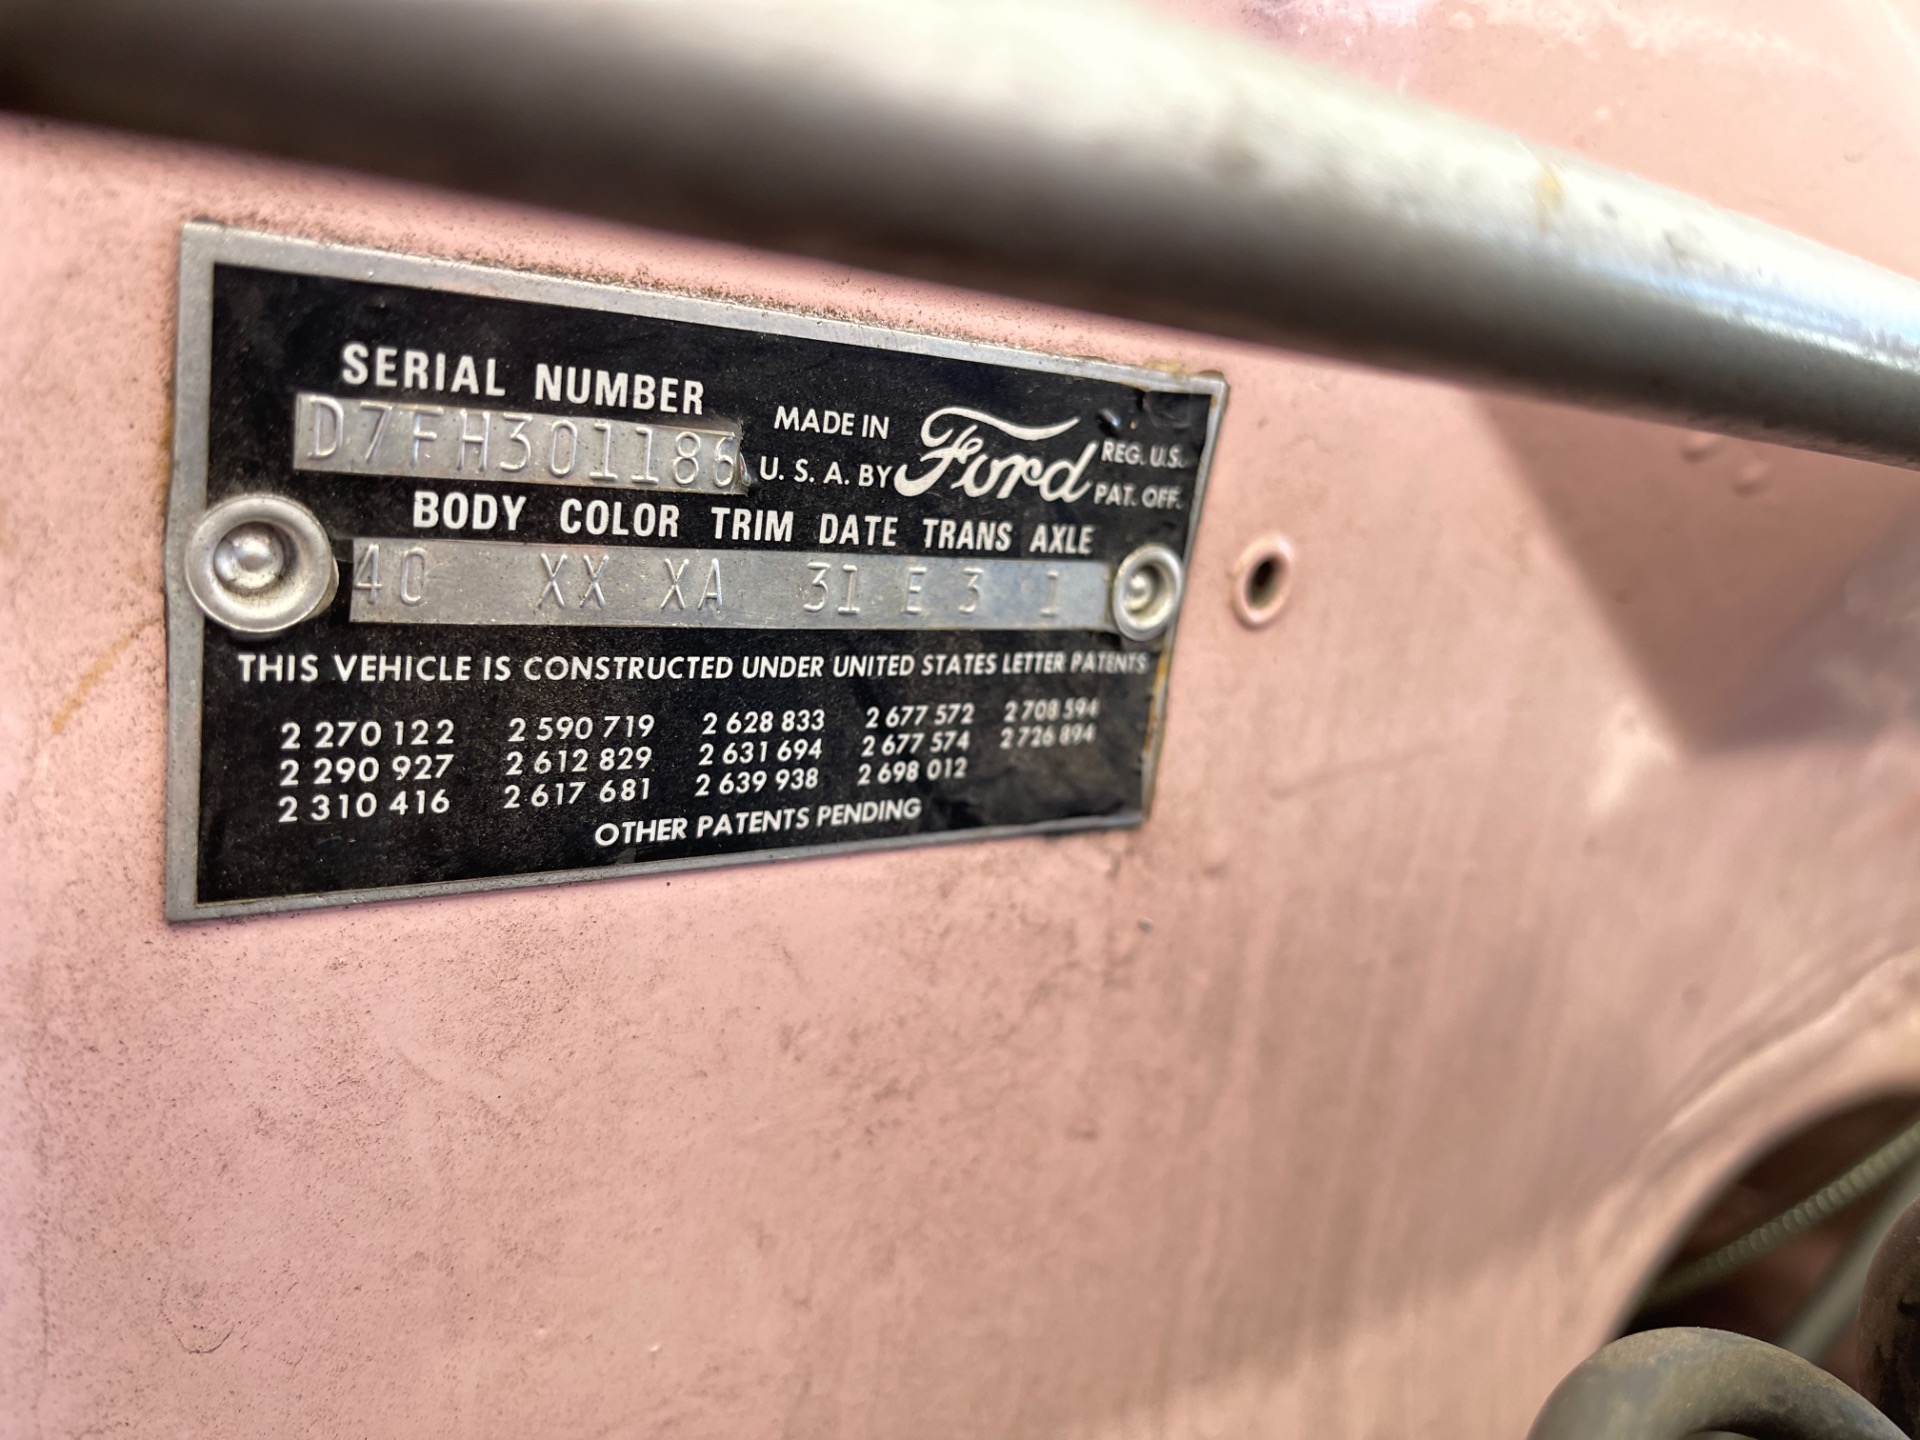 SERIAL NUMBER
D7FH301186
MADE IN
U. S. A. BY
Ford
REG. U.S.
PAT. OFF.
BODY COLOR TRIM DATE TRANS AXLE
40 XX XA 31 E 3 1
THIS VEHICLE IS CONSTRUCTED UNDER UNITED STATES LETTER PATENTS
2 270 122 2 590 719 2 628 833 2 677 572 2 708 594
2 290 927 2 612 829 2 631 694 2 677 574 2 726 894
2 310 416 2 617 681 2 639 938 2 698 012
OTHER PATENTS PENDING